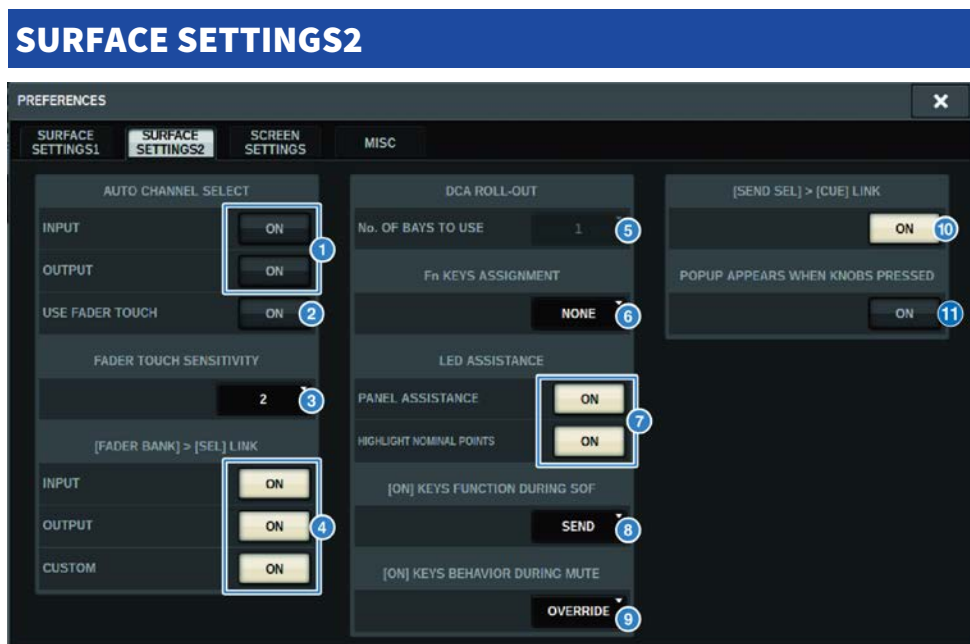 SURFACE SETTINGS2
PREFERENCES
×
SURFACE SETTINGS1
SURFACE SETTINGS2
SCREEN SETTINGS
MISC
AUTO CHANNEL SELECT
INPUT ON
1
OUTPUT ON
USE FADER TOUCH ON 2
FADER TOUCH SENSITIVITY
2 3
[FADER BANK] > [SEL] LINK
INPUT ON
OUTPUT ON 4
CUSTOM ON
DCA ROLL-OUT
No. OF BAYS TO USE 1 5
Fn KEYS ASSIGNMENT
NONE 6
LED ASSISTANCE
PANEL ASSISTANCE ON
7
HIGHLIGHT NOMINAL POINTS ON
[ON] KEYS FUNCTION DURING SOF
SEND 8
[ON] KEYS BEHAVIOR DURING MUTE
OVERRIDE 9
[SEND SEL] > [CUE] LINK
ON 10
POPUP APPEARS WHEN KNOBS PRESSED
ON 11